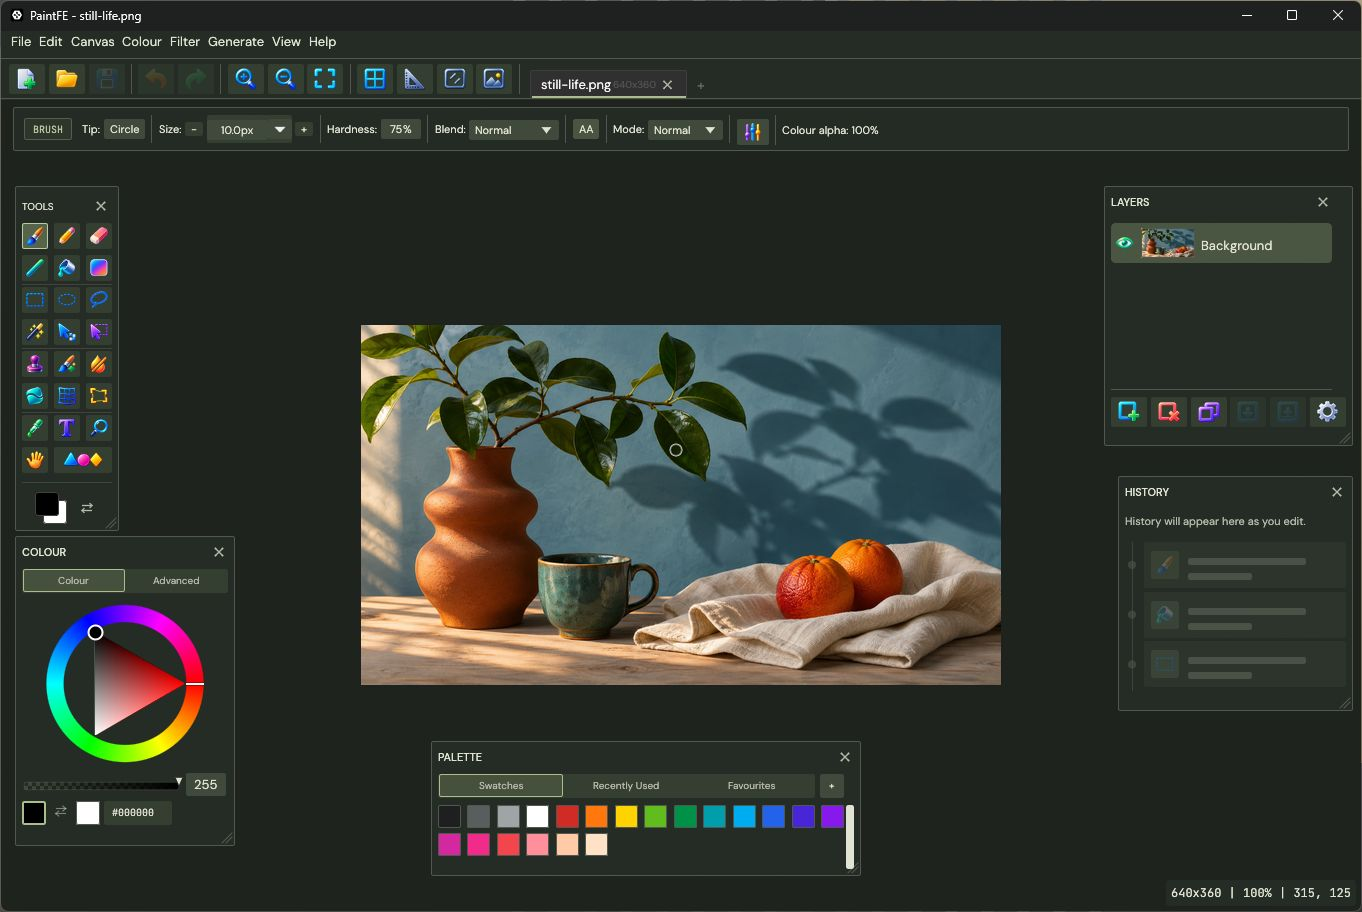 PaintFE - still-life.png
File Edit Canvas Colour Filter Generate View Help
still-life.png 640x360
+
BRUSH Tip: Circle Size: - 10.0px + Hardness: 75% Blend: Normal AA Mode: Normal Colour alpha: 100%
TOOLS
LAYERS
Background
HISTORY
History will appear here as you edit.
COLOUR
Colour Advanced
255
#000000
PALETTE
Swatches Recently Used Favourites +
640x360 | 100% | 315, 125